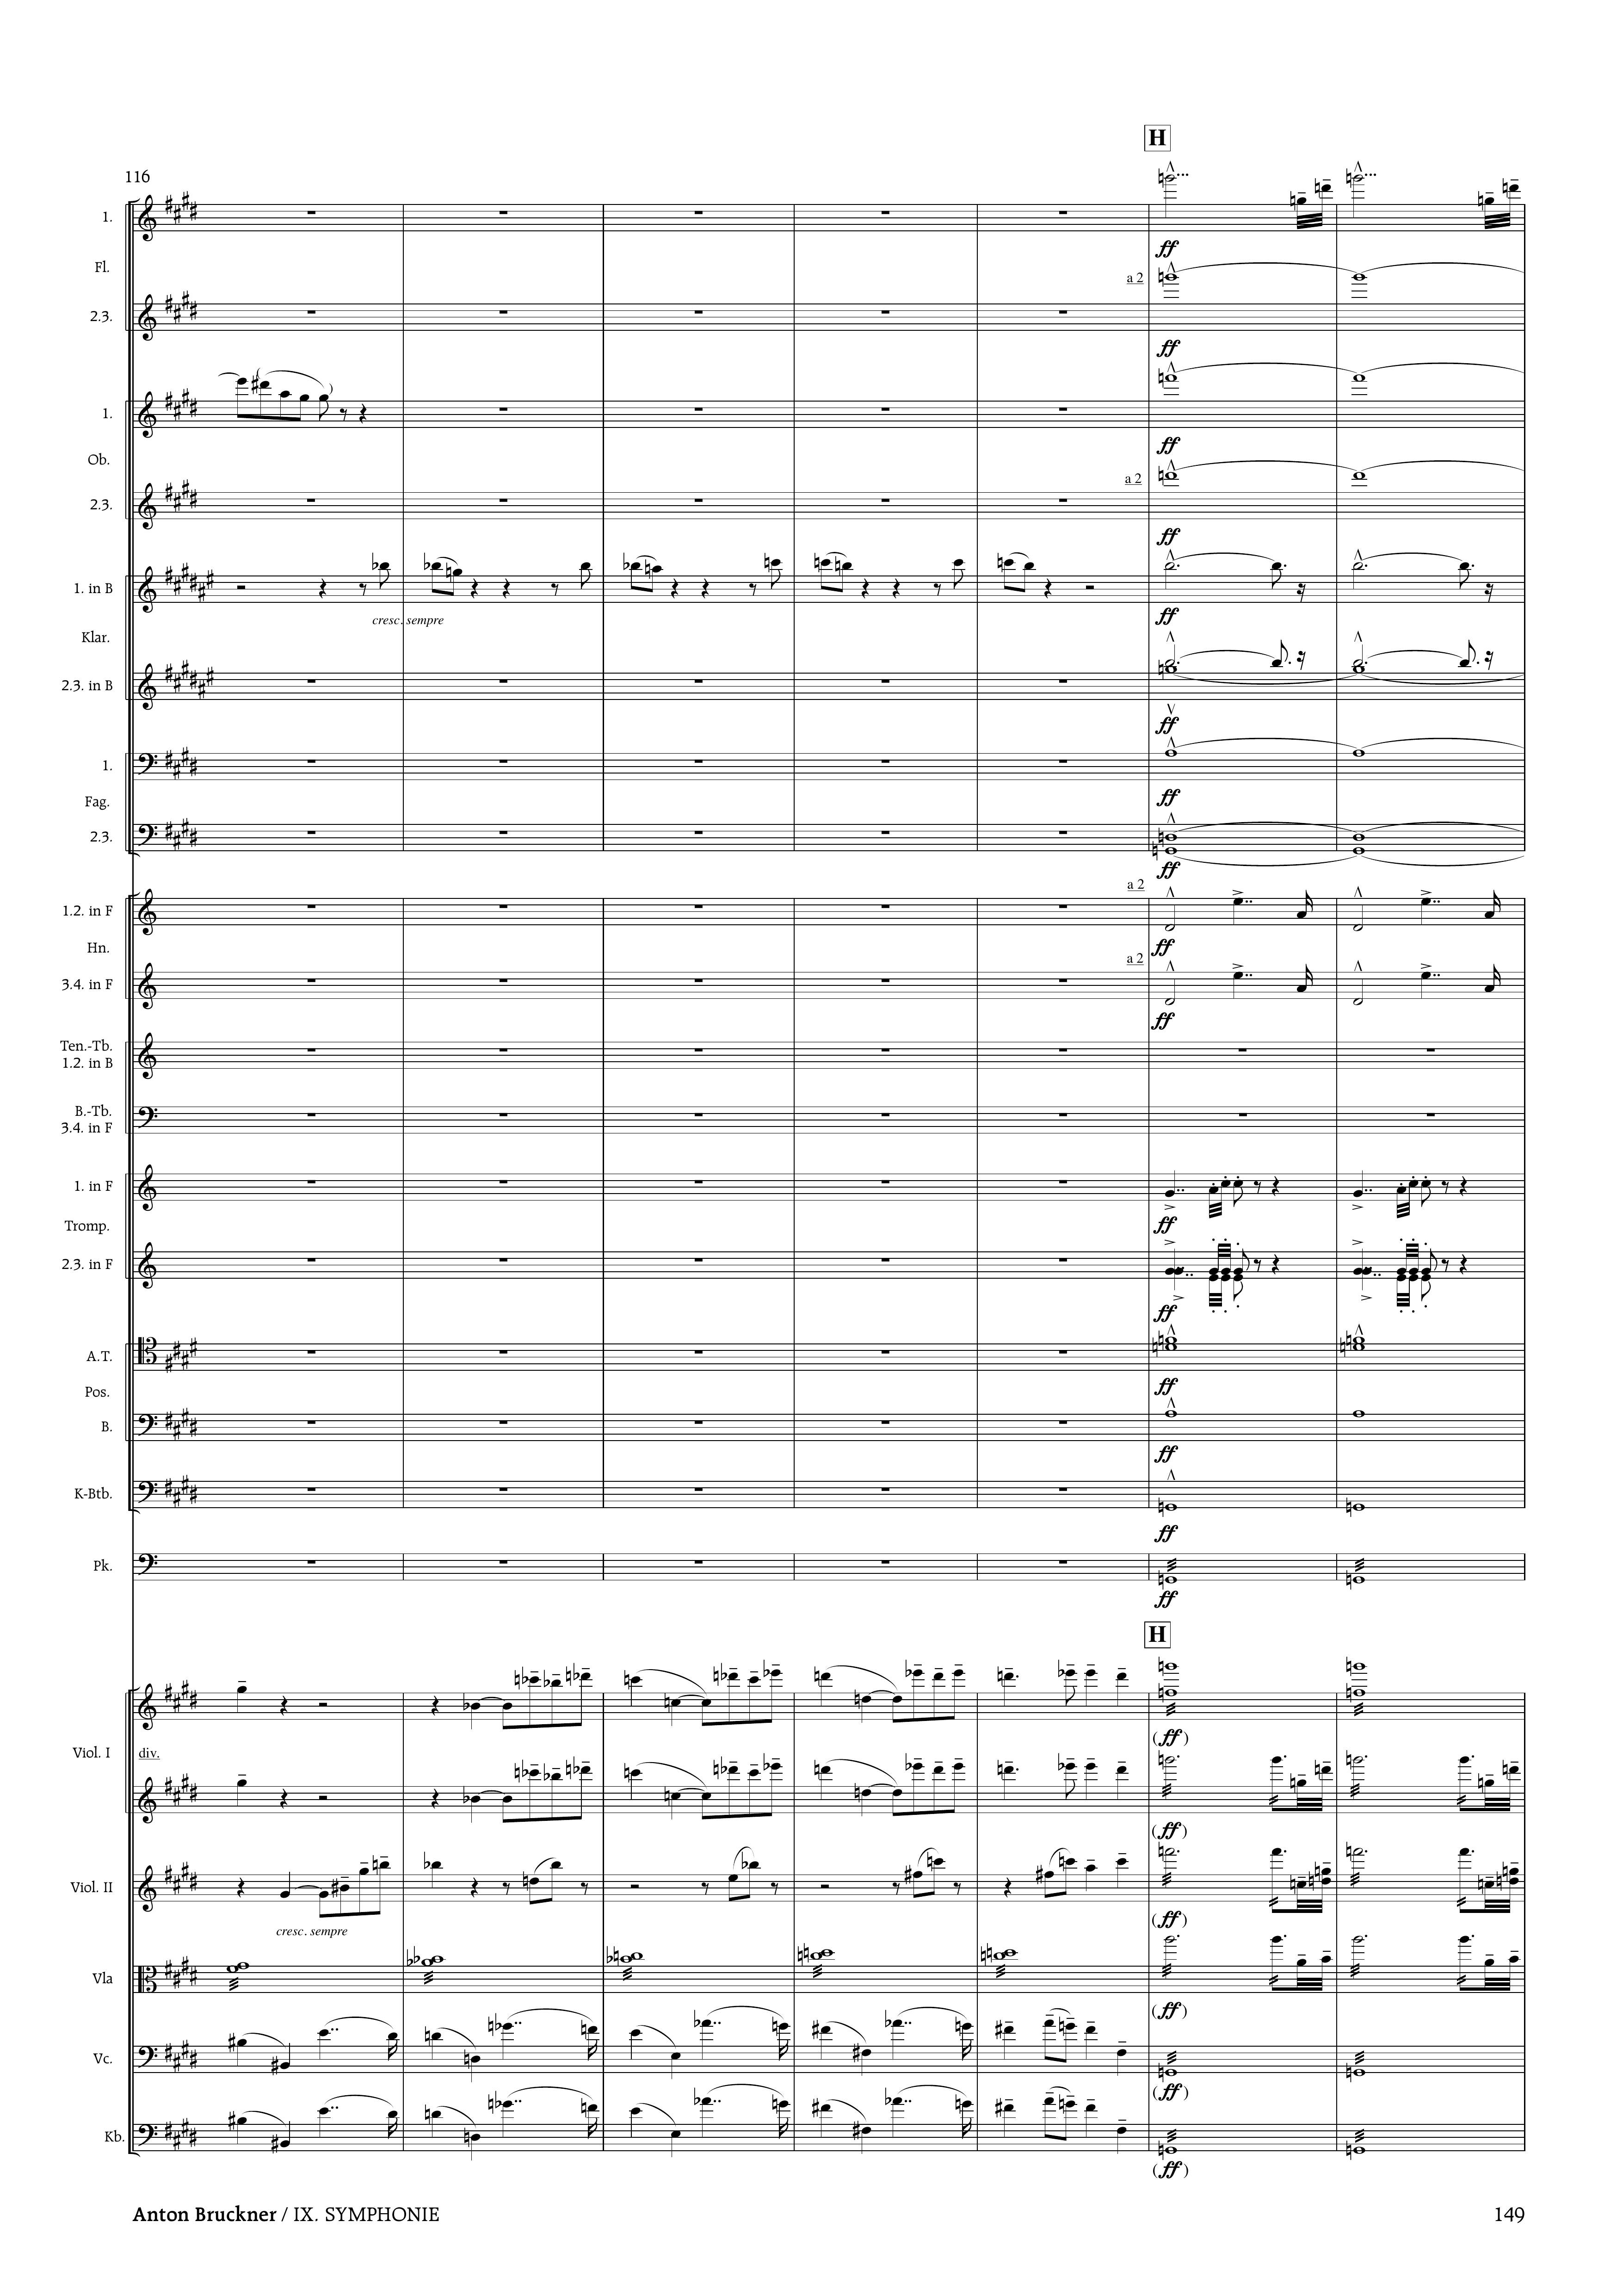 H
116
1.
Fl.
a 2
2.3.
ff
ff
1.
ff
Ob.
a 2
2.3.
ff
1. in B
cresc. sempre
ff
Klar.
2.3. in B
ff
1.
ff
Fag.
2.3.
ff
a 2
1.2. in F
Hn.
ff
a 2
3.4. in F
ff
Ten.-Tb.
1.2. in B
B.-Tb.
3.4. in F
1. in F
Tromp.
ff
2.3. in F
ff
A.T.
ff
Pos.
B.
ff
K-Btb.
ff
Pk.
ff
H
(ff)
Viol. I
div.
(ff)
Viol. II
cresc. sempre
(ff)
Vla
(ff)
Vc.
(ff)
Kb.
(ff)
Anton Bruckner / IX. SYMPHONIE
149